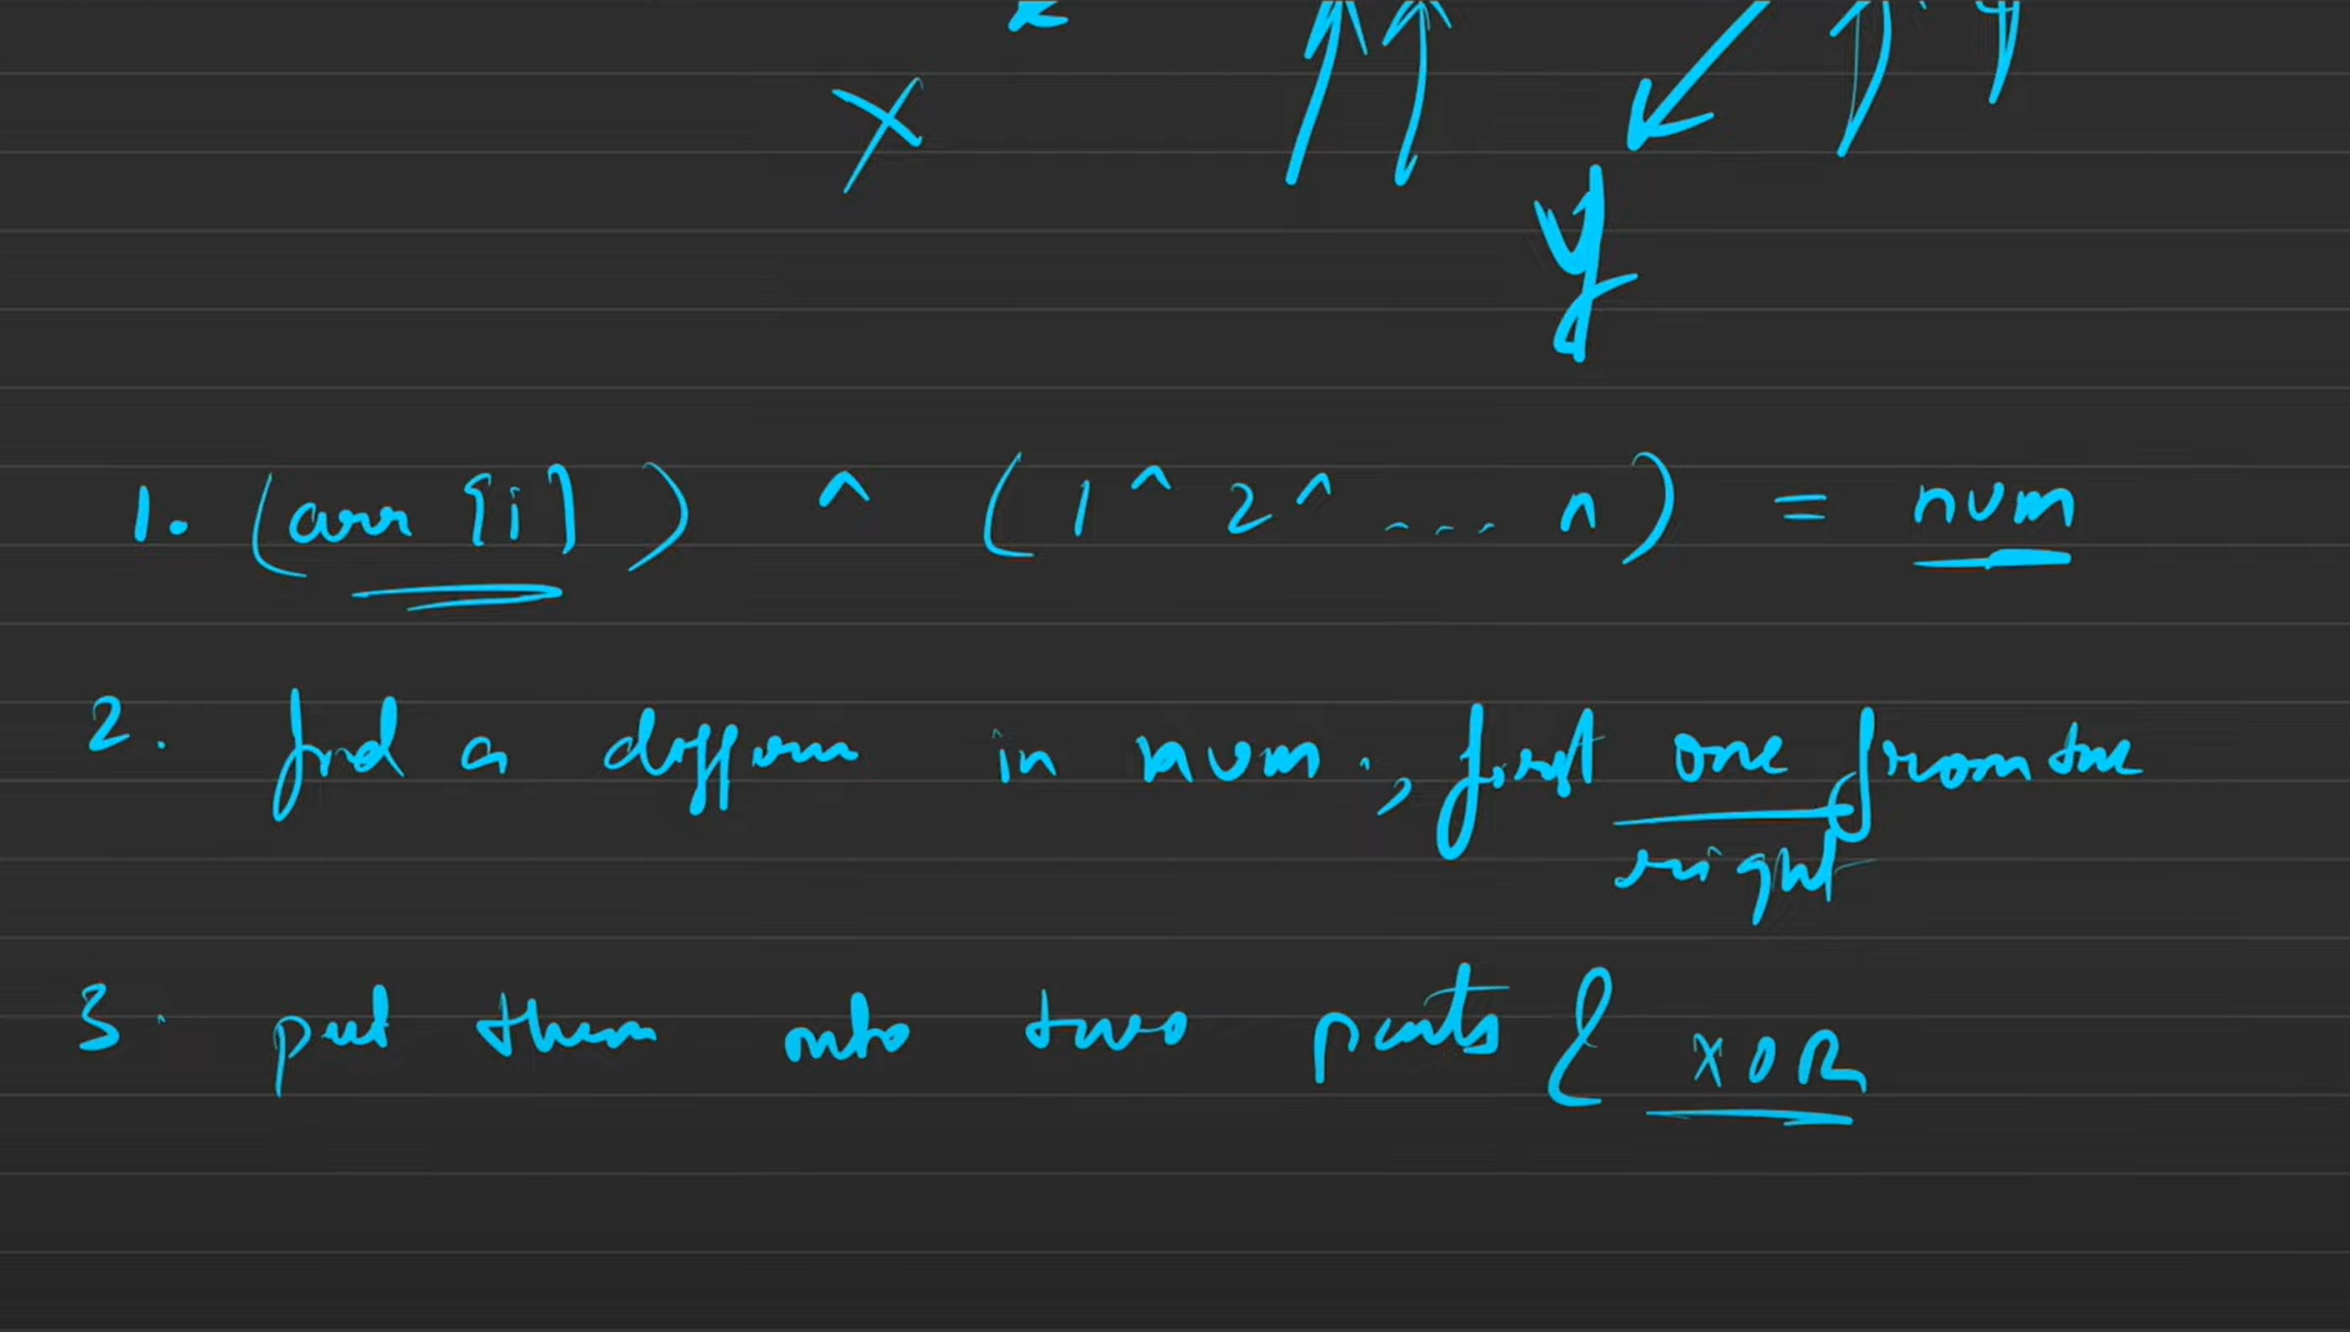 X
y
1. (arr [i]) ^ (1 ^ 2 ^ ... n) = num
2. find a differ in num, first one from the
right
3. put them into two parts & XOR